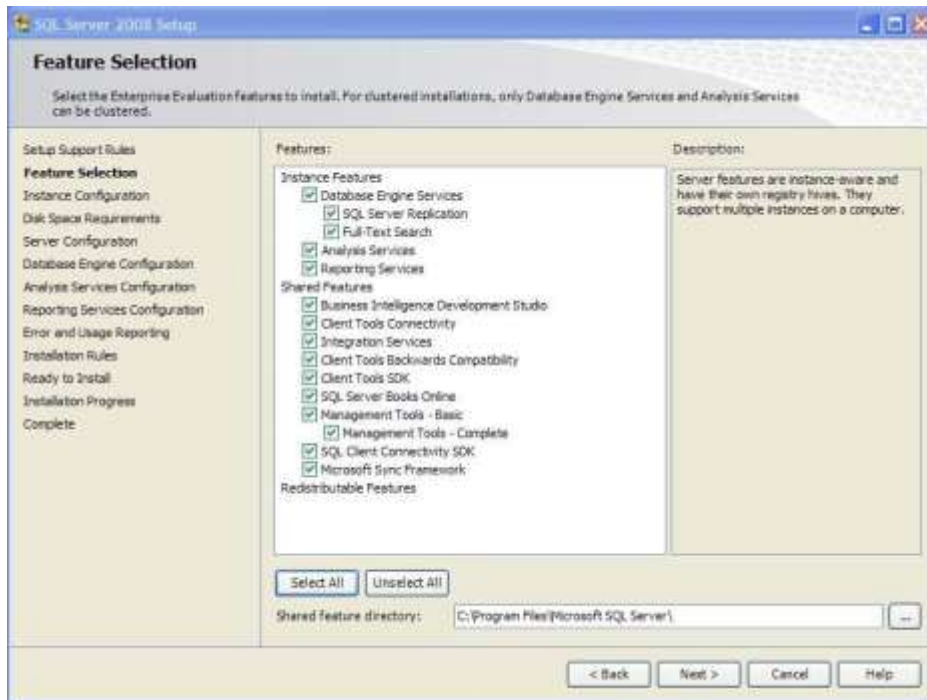 SQL Server 2008 Setup
Feature Selection
Select the Enterprise Evaluation features to install. For clustered installations, only Database Engine Services and Analysis Services
can be clustered.
Setup Support Rules
Feature Selection
Instance Configuration
Disk Space Requirements
Server Configuration
Database Engine Configuration
Analysis Services Configuration
Reporting Services Configuration
Error and Usage Reporting
Installation Rules
Ready to Install
Installation Progress
Complete
Features:
Instance Features
Database Engine Services
SQL Server Replication
Full-Text Search
Analysis Services
Reporting Services
Shared Features
Business Intelligence Development Studio
Client Tools Connectivity
Integration Services
Client Tools Backwards Compatibility
Client Tools SDK
SQL Server Books Online
Management Tools - Basic
Management Tools - Complete
SQL Client Connectivity SDK
Microsoft Sync Framework
Redistributable Features
Description:
Server features are instance-aware and
have their own registry hives. They
support multiple instances on a computer.
Select All
Unselect All
Shared feature directory:
C:\Program Files\Microsoft SQL Server\
...
< Back
Next >
Cancel
Help